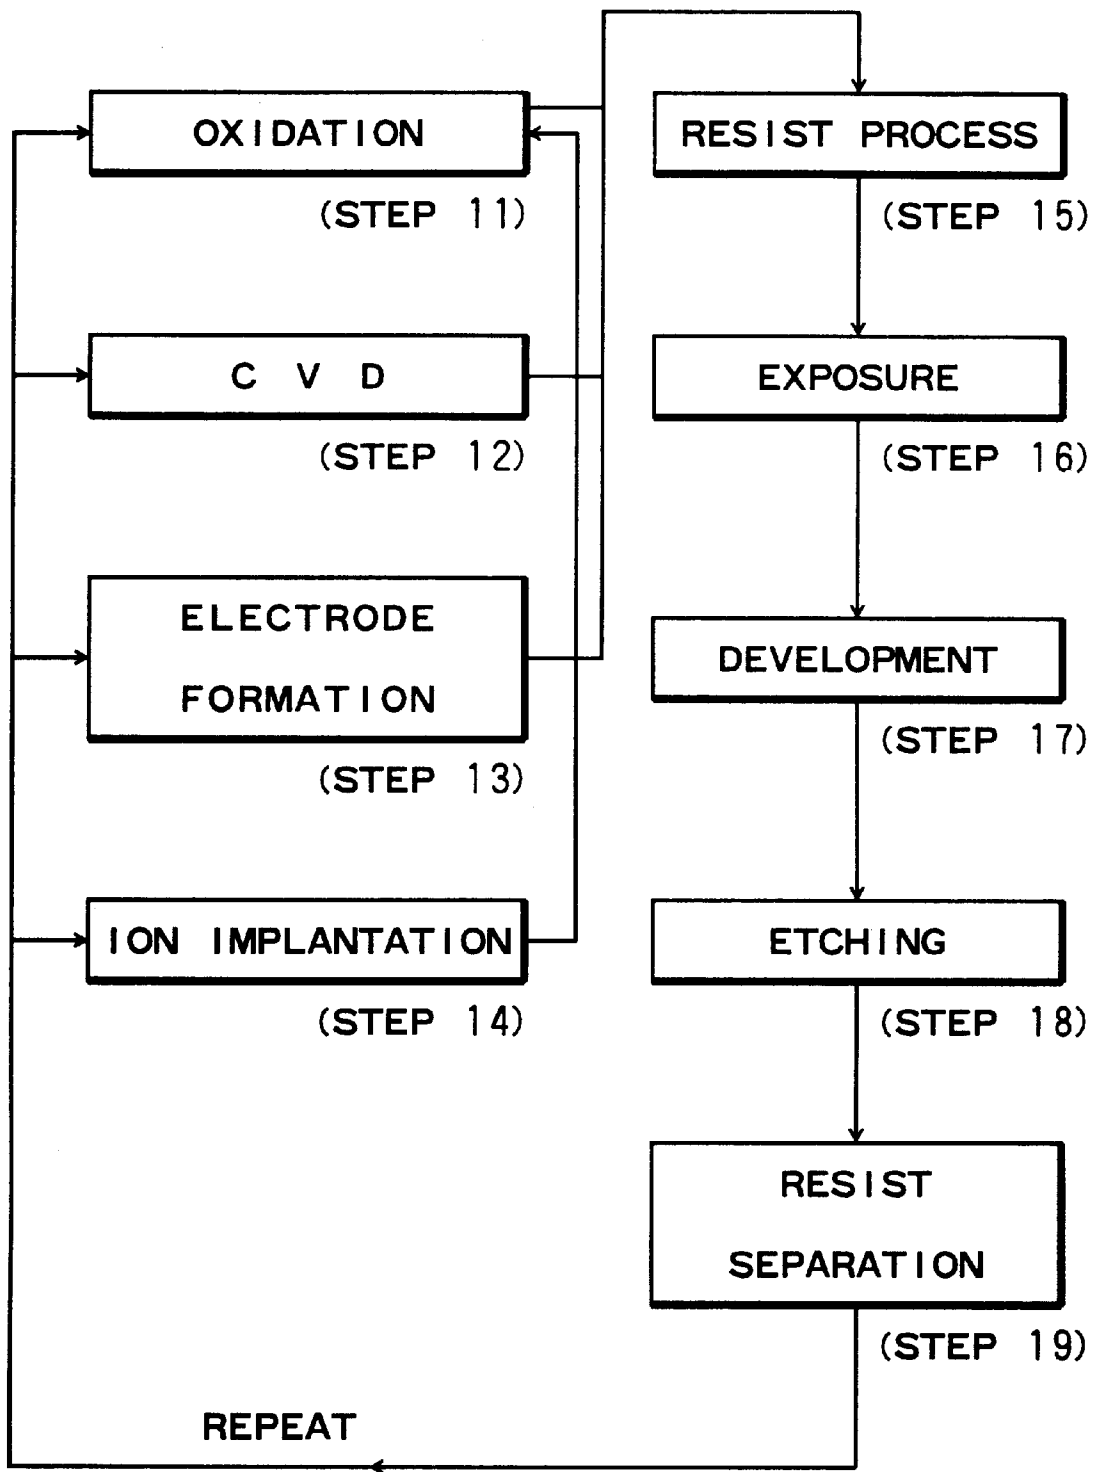 OXIDATION
(STEP 11)
C V D
(STEP 12)
ELECTRODE
FORMATION
(STEP 13)
ION IMPLANTATION
(STEP 14)
RESIST PROCESS
(STEP 15)
EXPOSURE
(STEP 16)
DEVELOPMENT
(STEP 17)
ETCHING
(STEP 18)
RESIST
SEPARATION
(STEP 19)
REPEAT